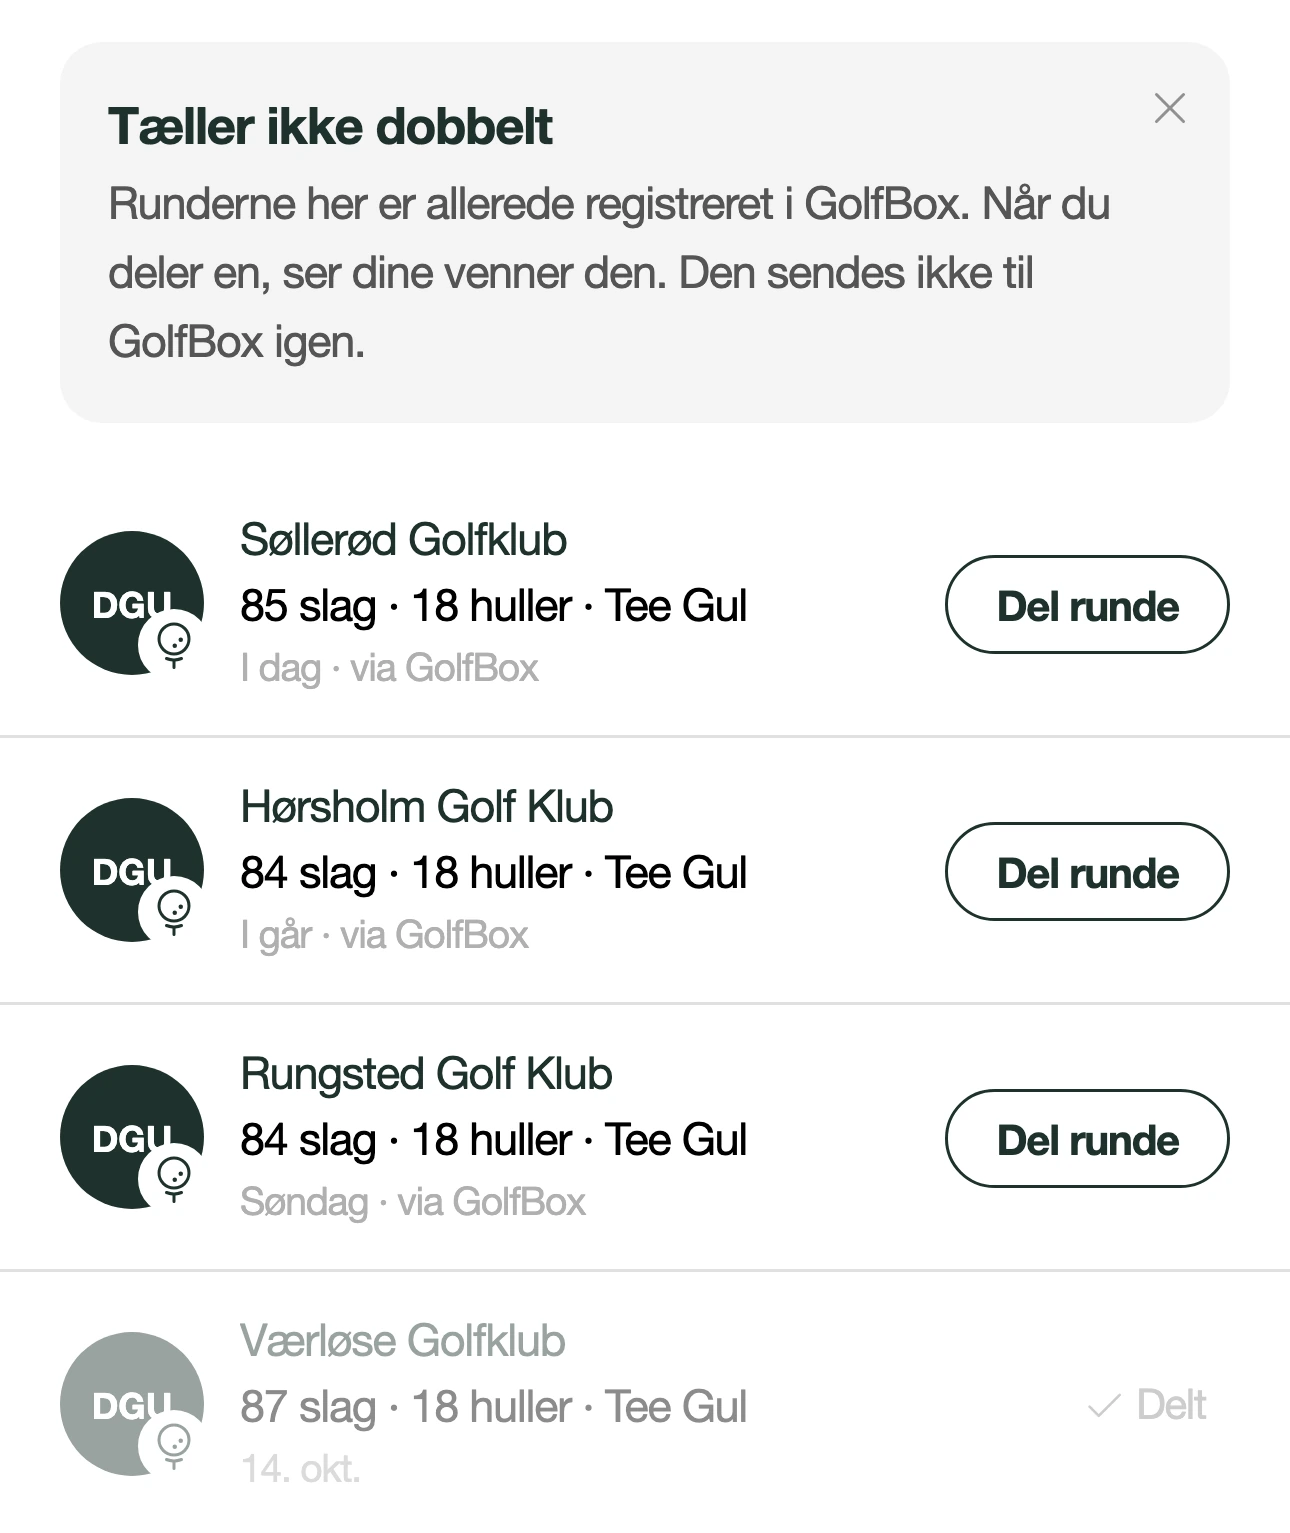 Tæller ikke dobbelt
Runderne her er allerede registreret i GolfBox. Når du
deler en, ser dine venner den. Den sendes ikke til
GolfBox igen.
DGU
Søllerød Golfklub
85 slag · 18 huller · Tee Gul
I dag · via GolfBox
Del runde
DGU
Hørsholm Golf Klub
84 slag · 18 huller · Tee Gul
I går · via GolfBox
Del runde
DGU
Rungsted Golf Klub
84 slag · 18 huller · Tee Gul
Søndag · via GolfBox
Del runde
DGU
Værløse Golfklub
87 slag · 18 huller · Tee Gul
14. okt.
Delt